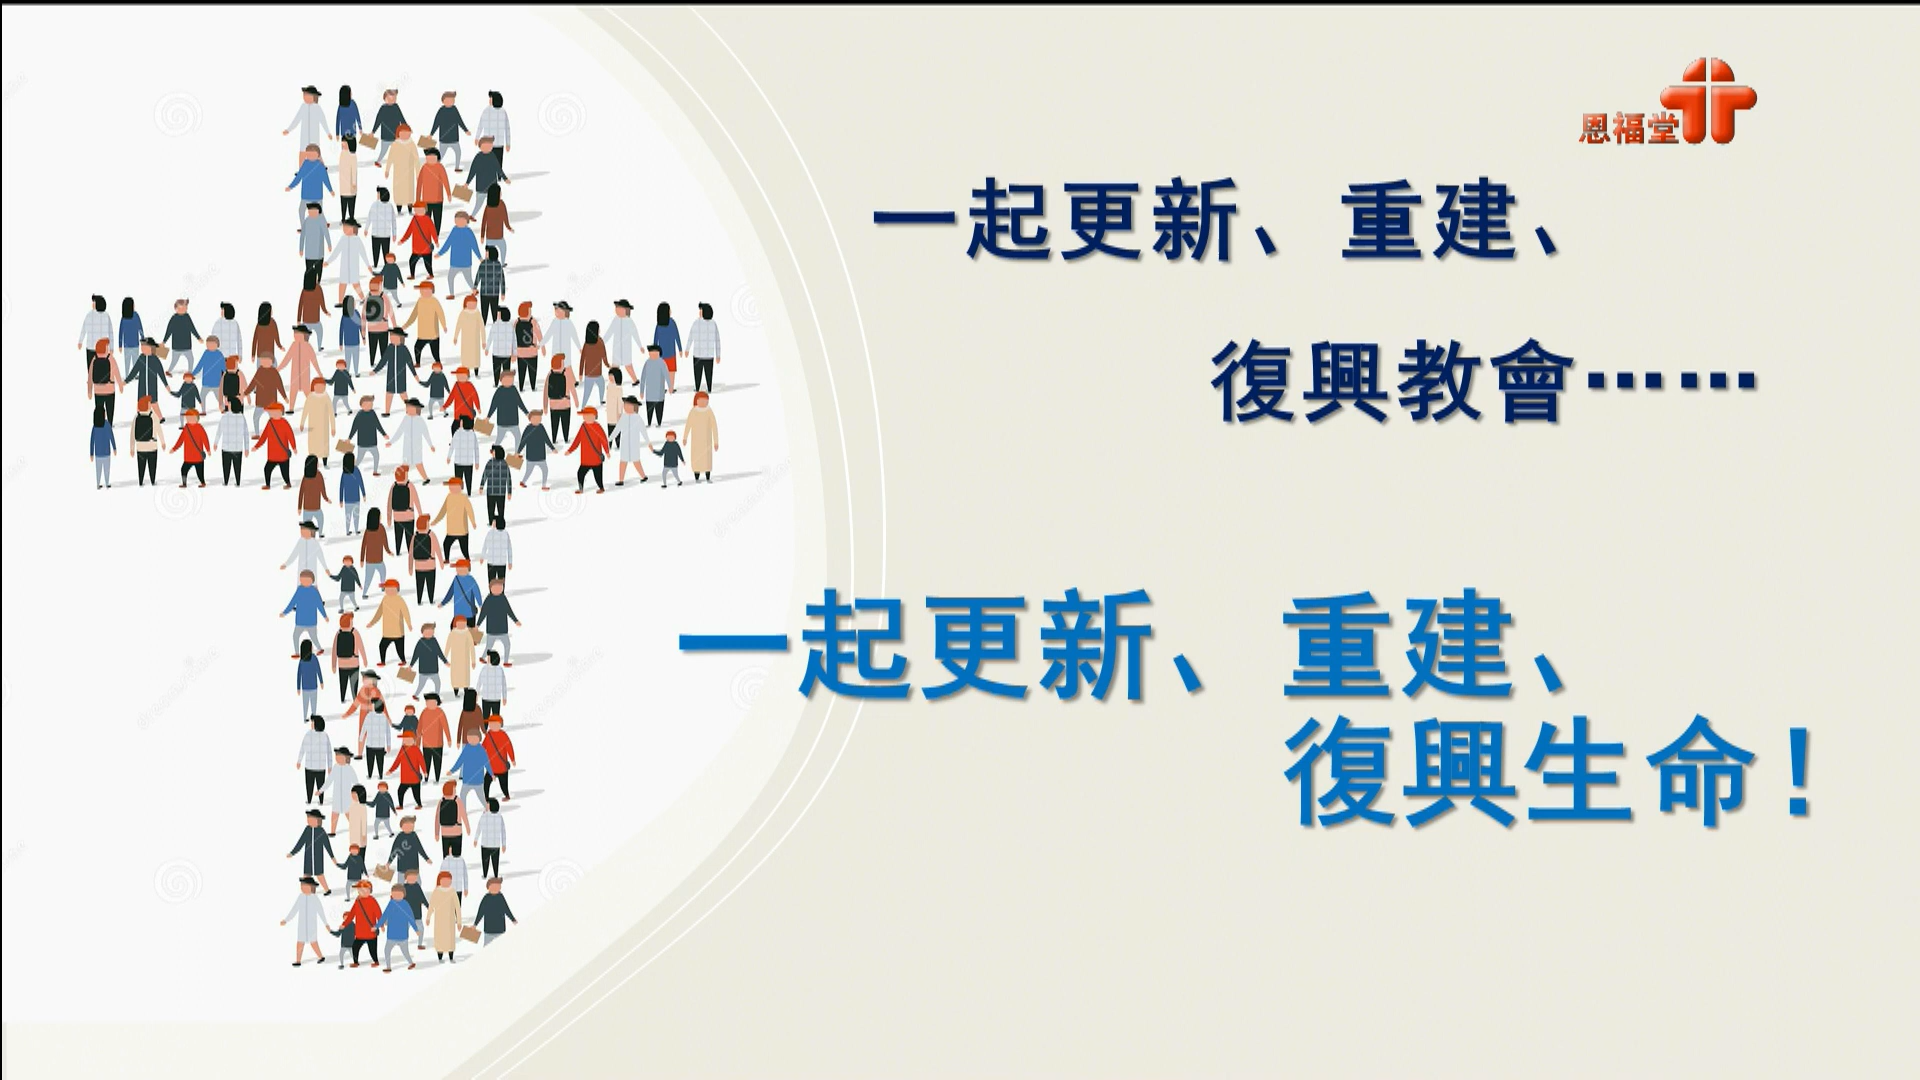 恩福堂
一起更新、重建、
復興教會……
一起更新、重建、
復興生命！